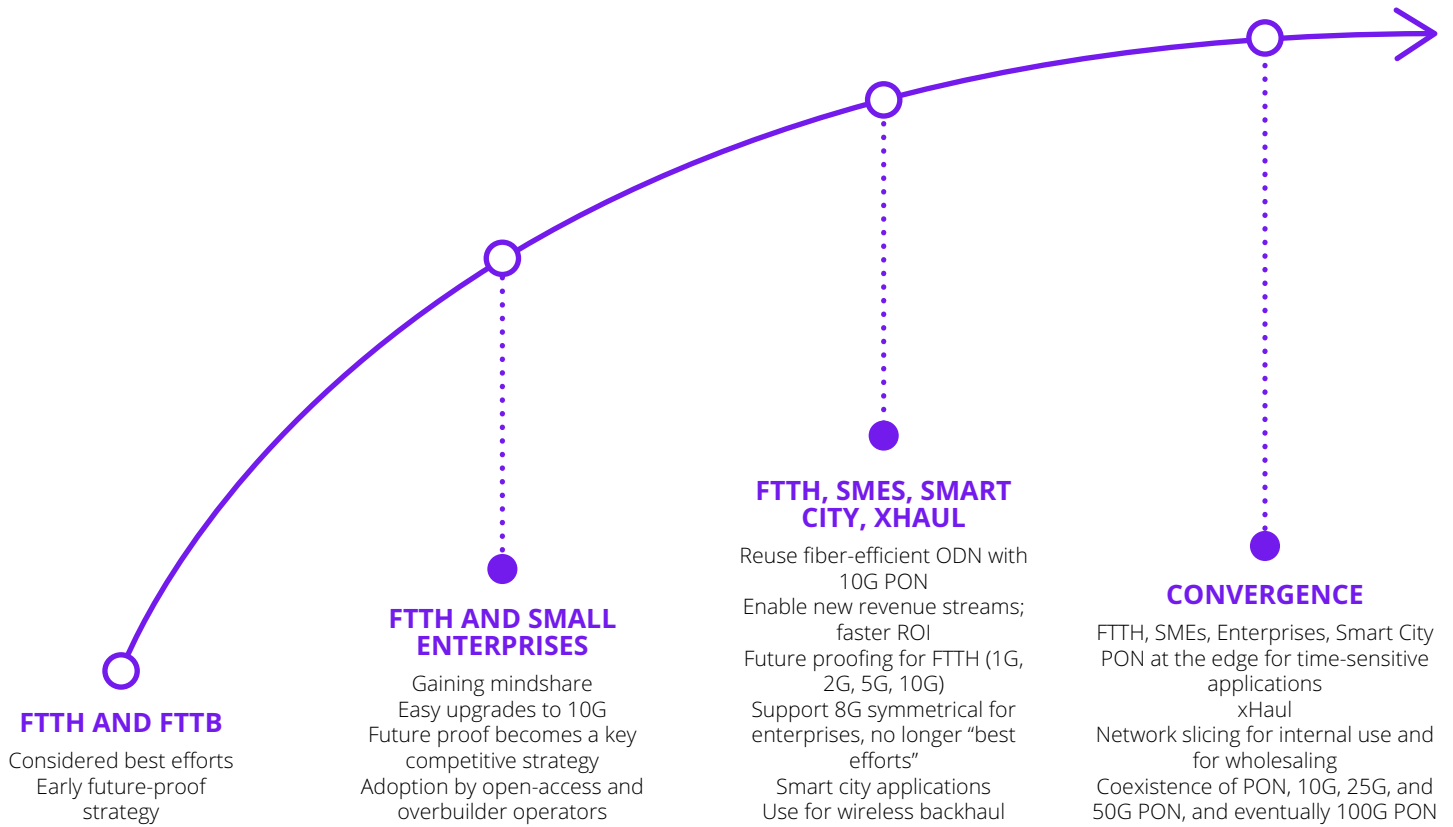 FTTH AND FTTB
Considered best efforts
Early future-proof
strategy
FTTH AND SMALL
ENTERPRISES
Gaining mindshare
Easy upgrades to 10G
Future proof becomes a key
competitive strategy
Adoption by open-access and
overbuilder operators
FTTH, SMES, SMART
CITY, XHAUL
Reuse fiber-efficient ODN with
10G PON
Enable new revenue streams;
faster ROI
Future proofing for FTTH (1G,
2G, 5G, 10G)
Support 8G symmetrical for
enterprises, no longer “best
efforts”
Smart city applications
Use for wireless backhaul
CONVERGENCE
FTTH, SMEs, Enterprises, Smart City
PON at the edge for time-sensitive
applications
xHaul
Network slicing for internal use and
for wholesaling
Coexistence of PON, 10G, 25G, and
50G PON, and eventually 100G PON